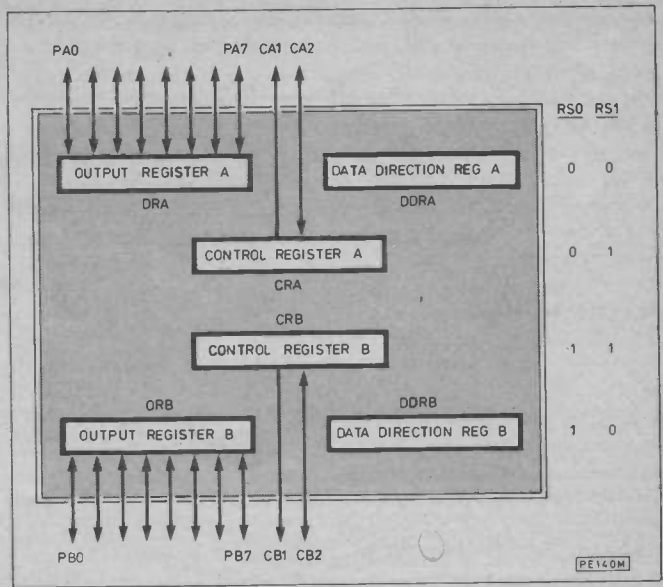 PA0 PA7 CA1 CA2
RS0 RS1
OUTPUT REGISTER A DATA DIRECTION REG A 0 0
DRA DDRA
CONTROL REGISTER A 0 1
CRA
CRB
CONTROL REGISTER B 1 1
ORB DDRB
OUTPUT REGISTER B DATA DIRECTION REG B 1 0
PB0 PB7 CB1 CB2
PE140M